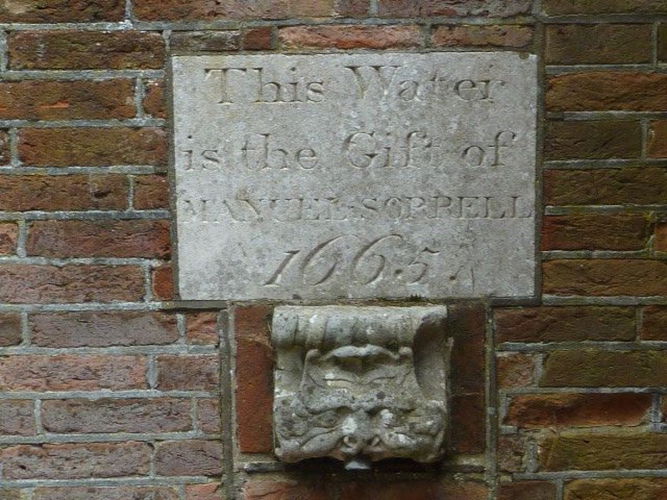 This Water
is the Gift of
MANUEL SORRELL
1665.